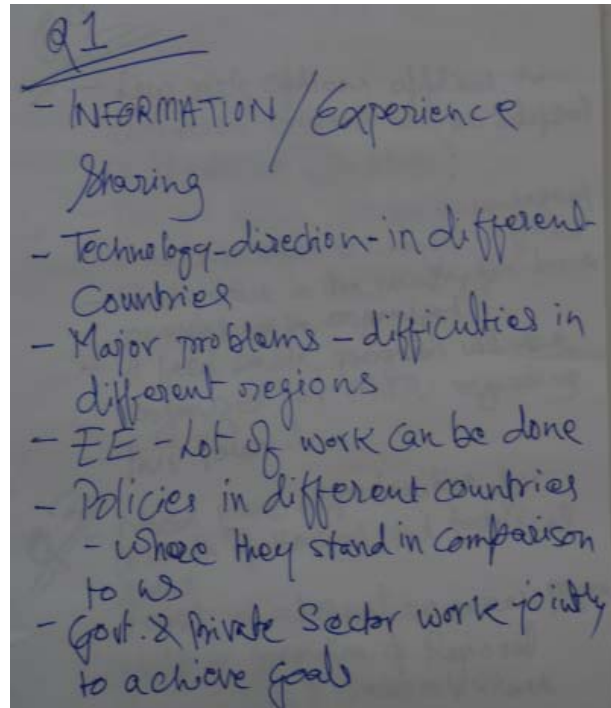 Q1
- INFORMATION / Experience
Sharing
- Technology-direction-in different
Countries
- Major problems - difficulties in
different regions
- EE - Lot of work can be done
- Policies in different countries
- where they stand in comparison
to us
- Govt. & Private Sector work jointly
to achieve goals